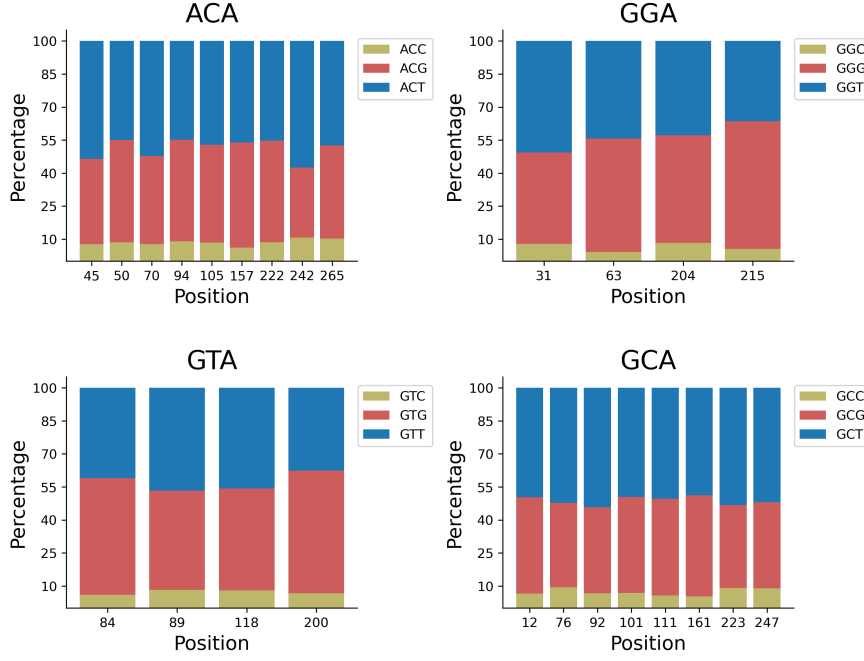 ACA
100
85
70
55
40
25
10
Percentage
45 50 70 94 105 157 222 242 265
Position
ACC
ACG
ACT
GGA
100
85
70
55
40
25
10
Percentage
31 63 204 215
Position
GGC
GGG
GGT
GTA
100
85
70
55
40
25
10
Percentage
84 89 118 200
Position
GTC
GTG
GTT
GCA
100
85
70
55
40
25
10
Percentage
12 76 92 101 111 161 223 247
Position
GCC
GCG
GCT